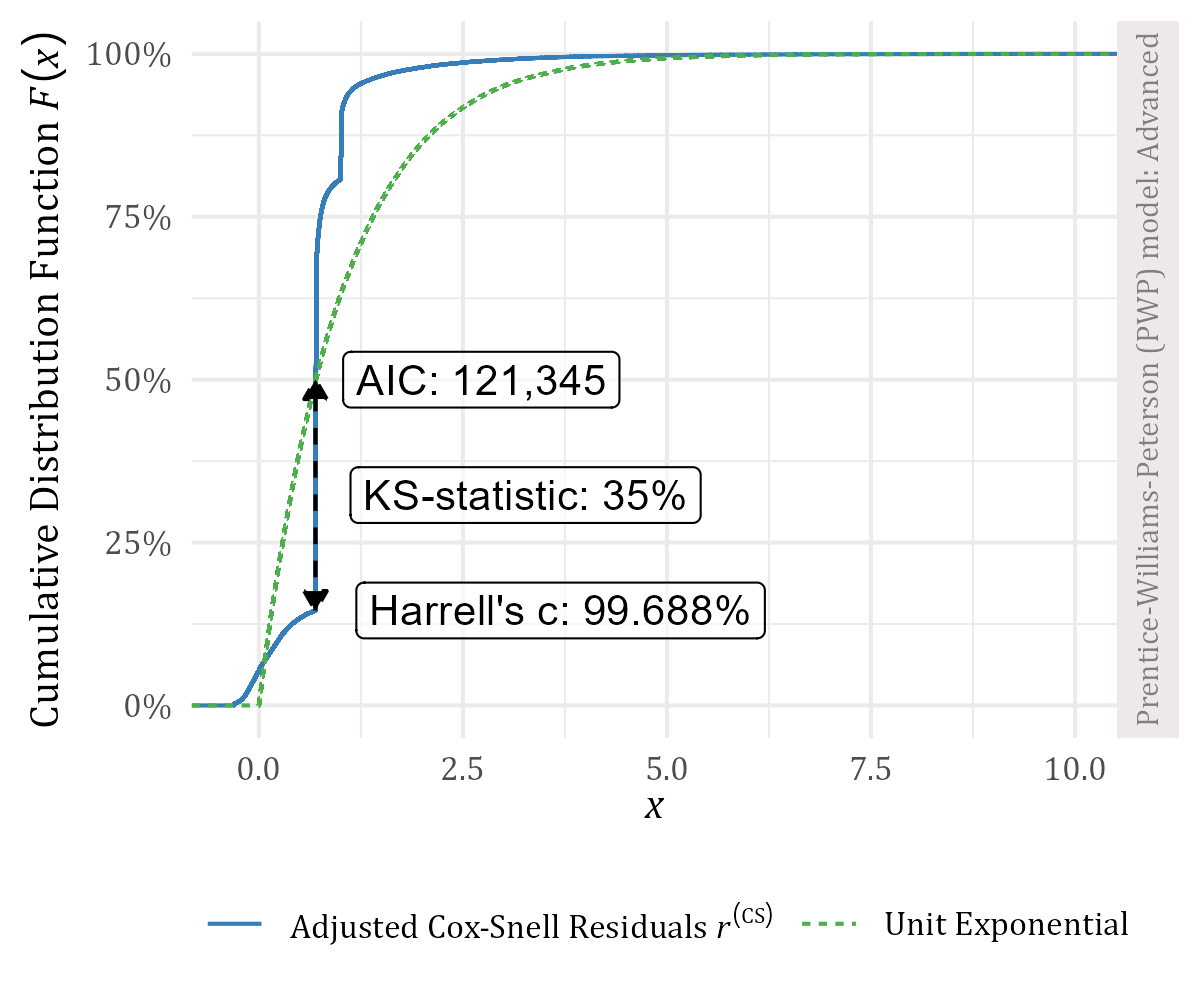 Cumulative Distribution Function F(x)
100%
75%
50%
25%
0%
AIC: 121,345
KS-statistic: 35%
Harrell's c: 99.688%
Prentice-Williams-Peterson (PWP) model: Advanced
0.0 2.5 5.0 7.5 10.0
x
Adjusted Cox-Snell Residuals r^(CS) Unit Exponential